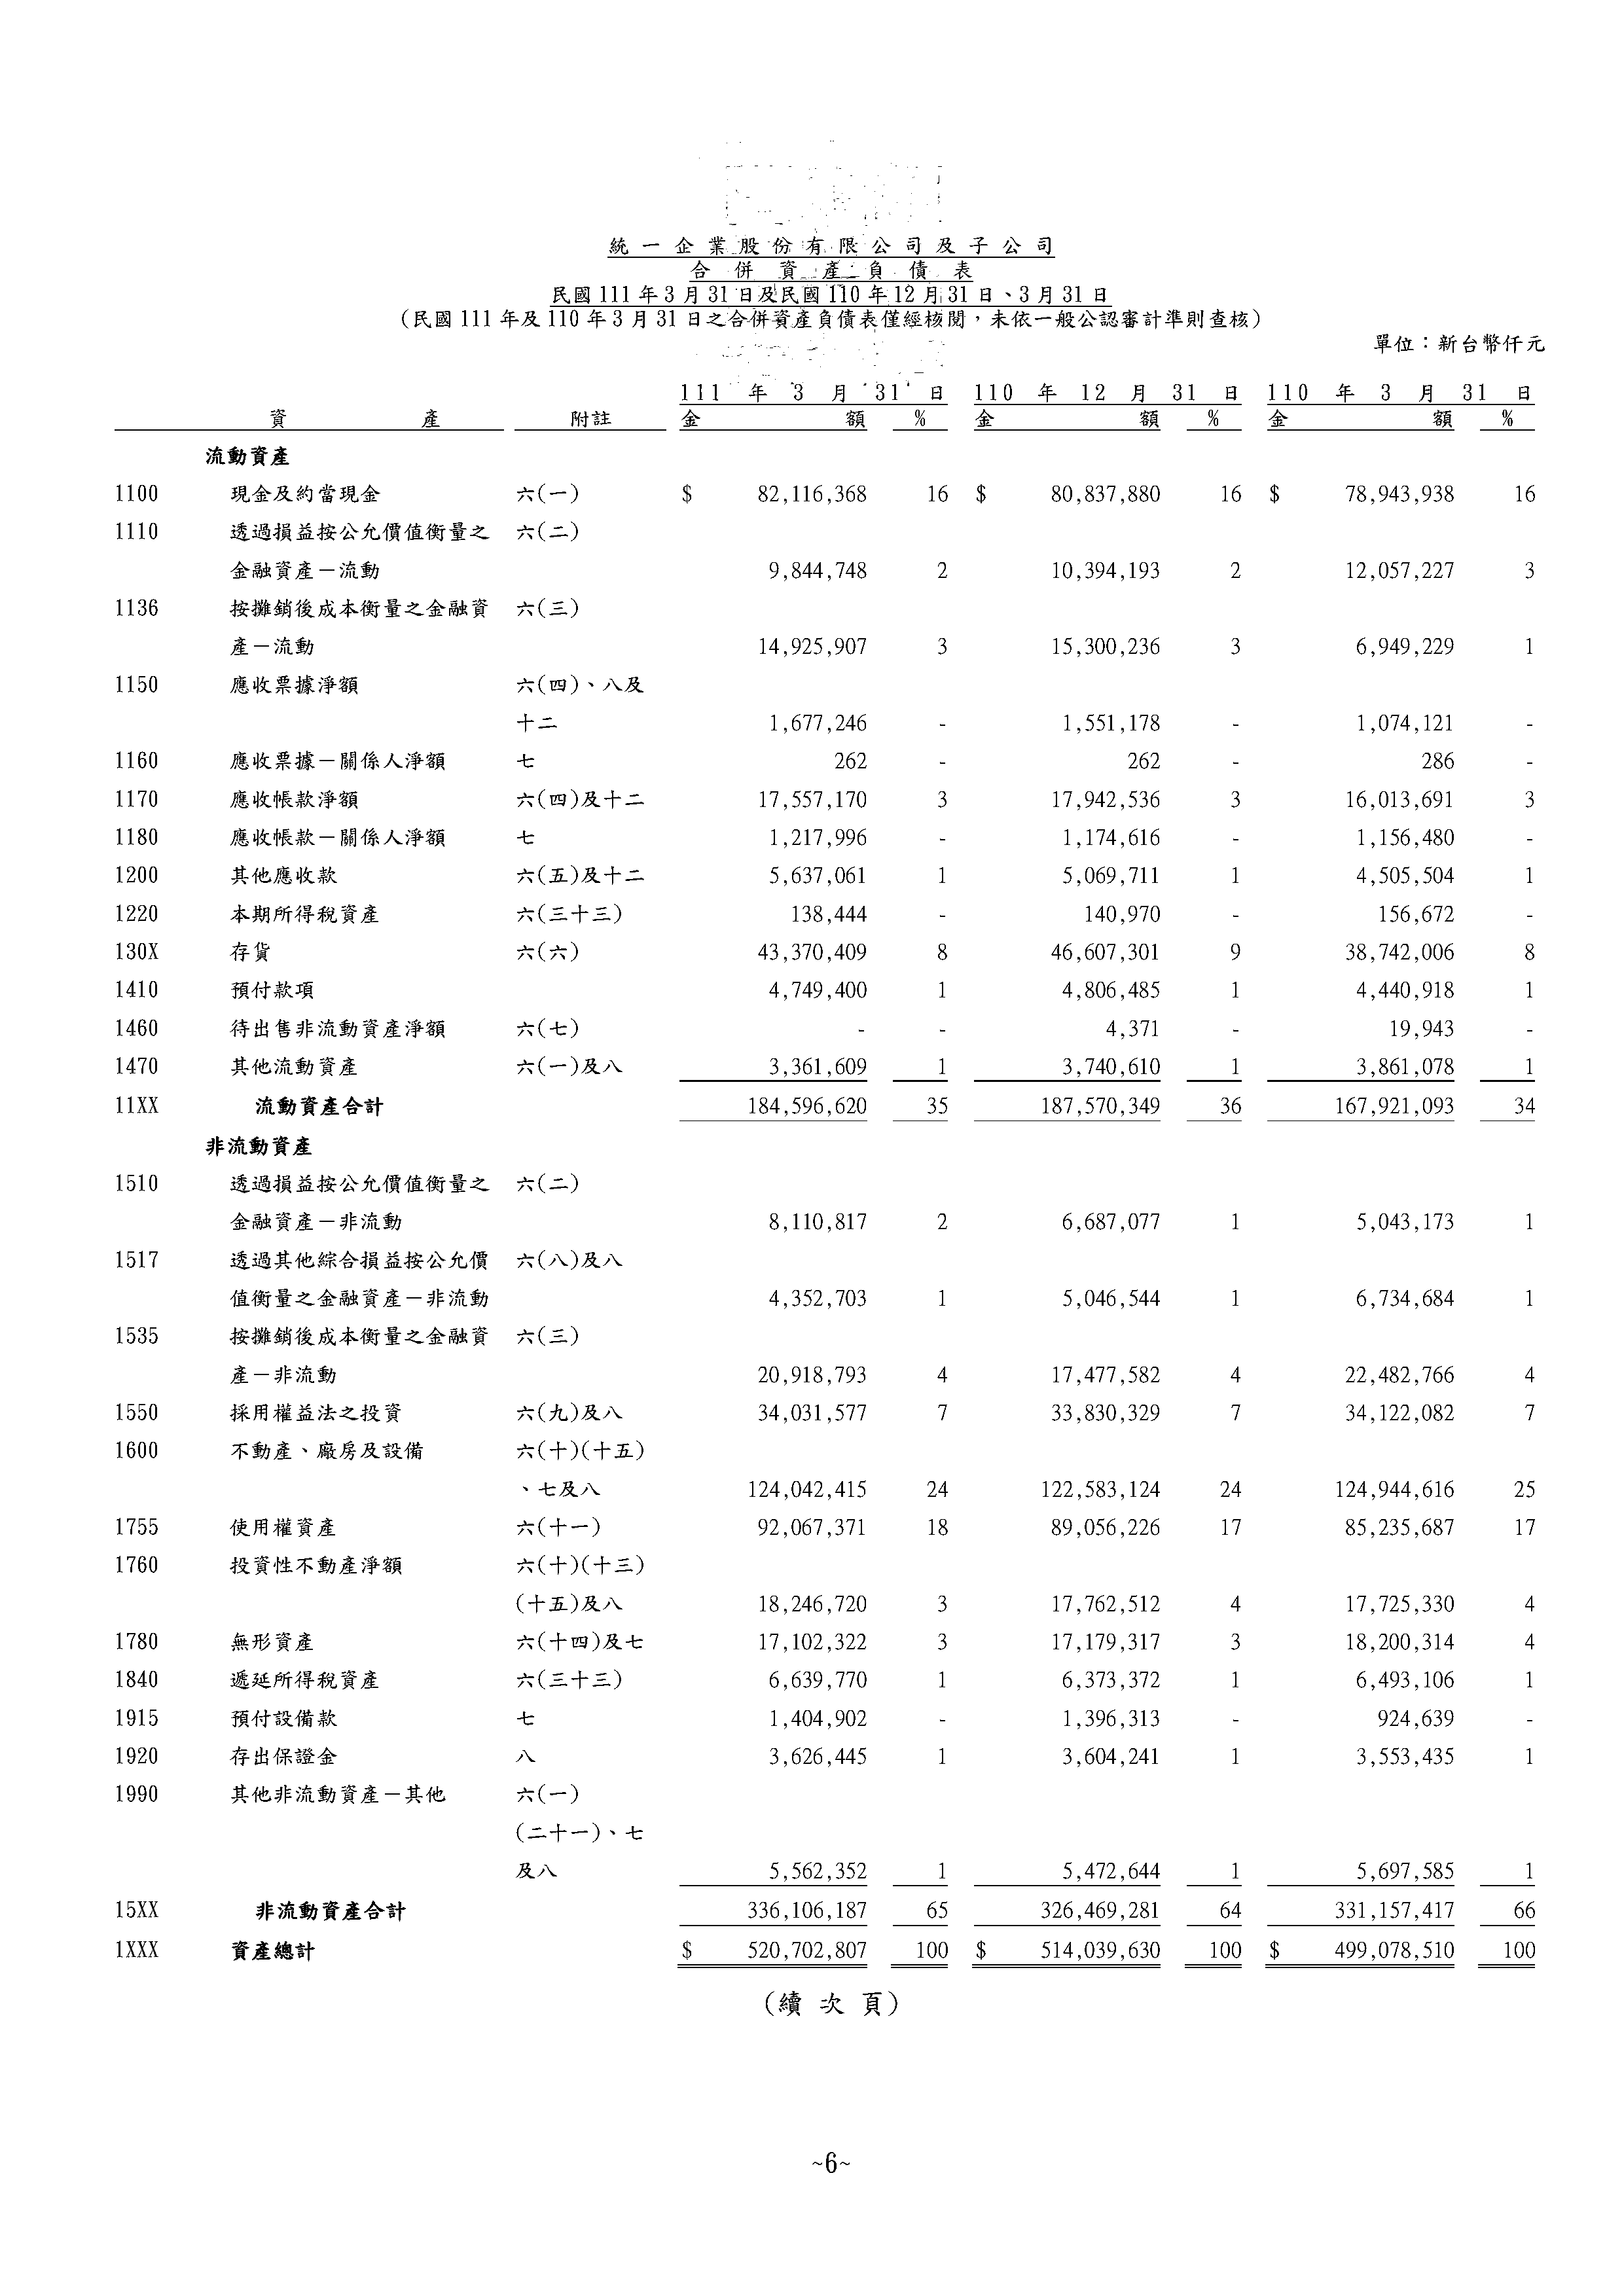 統一企業股份有限公司及子公司
合併資產負債表
民國111年3月31日及民國110年12月31日、3月31日
(民國111年及110年3月31日之合併資產負債表僅經核閱，未依一般公認審計準則查核)
單位：新台幣仟元
111 年 3 月 31 日 110 年 12 月 31 日 110 年 3 月 31 日
資產 附註 金額 % 金額 % 金額 %
流動資產
1100 現金及約當現金 六(一) $ 82,116,368 16 $ 80,837,880 16 $ 78,943,938 16
1110 透過損益按公允價值衡量之 六(二)
金融資產－流動 9,844,748 2 10,394,193 2 12,057,227 3
1136 按攤銷後成本衡量之金融資 六(三)
產－流動 14,925,907 3 15,300,236 3 6,949,229 1
1150 應收票據淨額 六(四)、八及
十二 1,677,246 - 1,551,178 - 1,074,121 -
1160 應收票據－關係人淨額 七 262 - 262 - 286 -
1170 應收帳款淨額 六(四)及十二 17,557,170 3 17,942,536 3 16,013,691 3
1180 應收帳款－關係人淨額 七 1,217,996 - 1,174,616 - 1,156,480 -
1200 其他應收款 六(五)及十二 5,637,061 1 5,069,711 1 4,505,504 1
1220 本期所得稅資產 六(三十三) 138,444 - 140,970 - 156,672 -
130X 存貨 六(六) 43,370,409 8 46,607,301 9 38,742,006 8
1410 預付款項 4,749,400 1 4,806,485 1 4,440,918 1
1460 待出售非流動資產淨額 六(七) - - 4,371 - 19,943 -
1470 其他流動資產 六(一)及八 3,361,609 1 3,740,610 1 3,861,078 1
11XX 流動資產合計 184,596,620 35 187,570,349 36 167,921,093 34
非流動資產
1510 透過損益按公允價值衡量之 六(二)
金融資產－非流動 8,110,817 2 6,687,077 1 5,043,173 1
1517 透過其他綜合損益按公允價 六(八)及八
值衡量之金融資產－非流動 4,352,703 1 5,046,544 1 6,734,684 1
1535 按攤銷後成本衡量之金融資 六(三)
產－非流動 20,918,793 4 17,477,582 4 22,482,766 4
1550 採用權益法之投資 六(九)及八 34,031,577 7 33,830,329 7 34,122,082 7
1600 不動產、廠房及設備 六(十)(十五)
、七及八 124,042,415 24 122,583,124 24 124,944,616 25
1755 使用權資產 六(十一) 92,067,371 18 89,056,226 17 85,235,687 17
1760 投資性不動產淨額 六(十)(十三)
(十五)及八 18,246,720 3 17,762,512 4 17,725,330 4
1780 無形資產 六(十四)及七 17,102,322 3 17,179,317 3 18,200,314 4
1840 遞延所得稅資產 六(三十三) 6,639,770 1 6,373,372 1 6,493,106 1
1915 預付設備款 七 1,404,902 - 1,396,313 - 924,639 -
1920 存出保證金 八 3,626,445 1 3,604,241 1 3,553,435 1
1990 其他非流動資產－其他 六(一)
(二十一)、七
及八 5,562,352 1 5,472,644 1 5,697,585 1
15XX 非流動資產合計 336,106,187 65 326,469,281 64 331,157,417 66
1XXX 資產總計 $ 520,702,807 100 $ 514,039,630 100 $ 499,078,510 100
(續次頁)
~6~